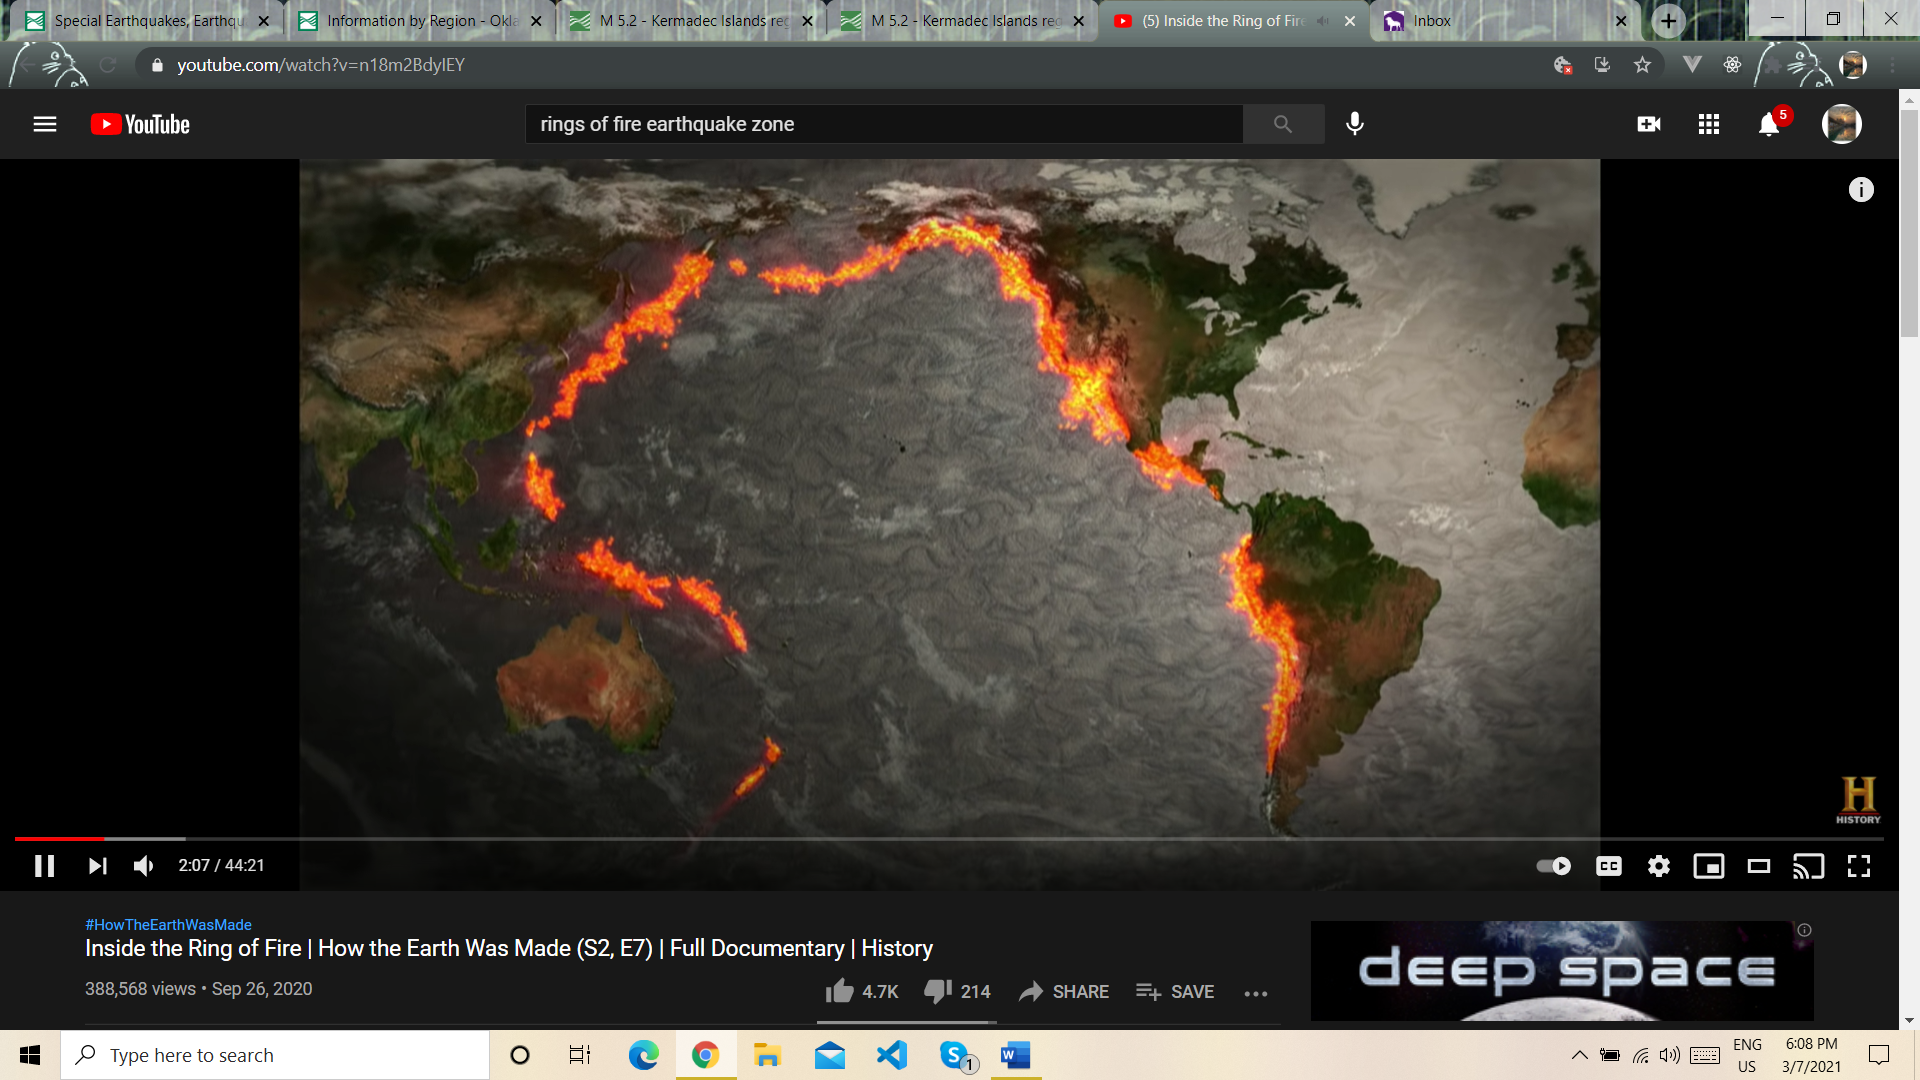 Special Earthquakes, Earthqu
Information by Region - Okla
M 5.2 - Kermadec Islands reg
M 5.2 - Kermadec Islands reg
(5) Inside the Ring of Fire
Inbox
youtube.com/watch?v=n18m2BdyIEY
YouTube
rings of fire earthquake zone
5
H
HISTORY
2:07 / 44:21
CC
#HowTheEarthWasMade
Inside the Ring of Fire | How the Earth Was Made (S2, E7) | Full Documentary | History
388,568 views • Sep 26, 2020
4.7K
214
SHARE
SAVE
deep space
Type here to search
1
ENG
US
6:08 PM
3/7/2021